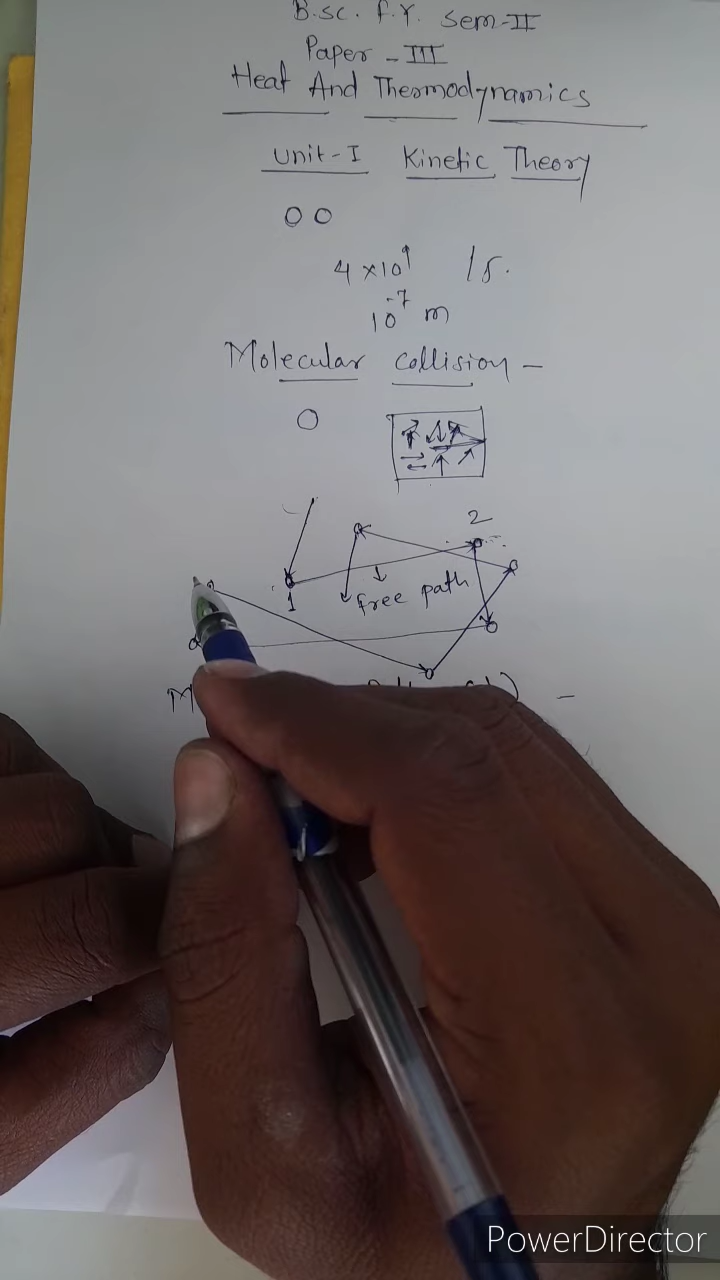 B.Sc. F.Y. Sem-II
Paper - III
Heat And Thermodynamics
Unit-I Kinetic Theory
4 × 10⁹ /s.
10⁻⁷ m
Molecular Collision -
2
1
free path
PowerDirector